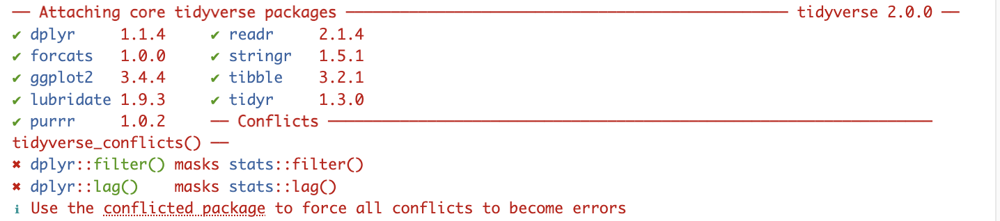 ── Attaching core tidyverse packages ───────────────────────────────────────────────── tidyverse 2.0.0 ──
✔ dplyr     1.1.4     ✔ readr     2.1.4
✔ forcats   1.0.0     ✔ stringr   1.5.1
✔ ggplot2   3.4.4     ✔ tibble    3.2.1
✔ lubridate 1.9.3     ✔ tidyr     1.3.0
✔ purrr     1.0.2     ── Conflicts ───────────────────────────────────────────────────────────────────
tidyverse_conflicts() ──
✖ dplyr::filter() masks stats::filter()
✖ dplyr::lag()    masks stats::lag()
ℹ Use the conflicted package to force all conflicts to become errors